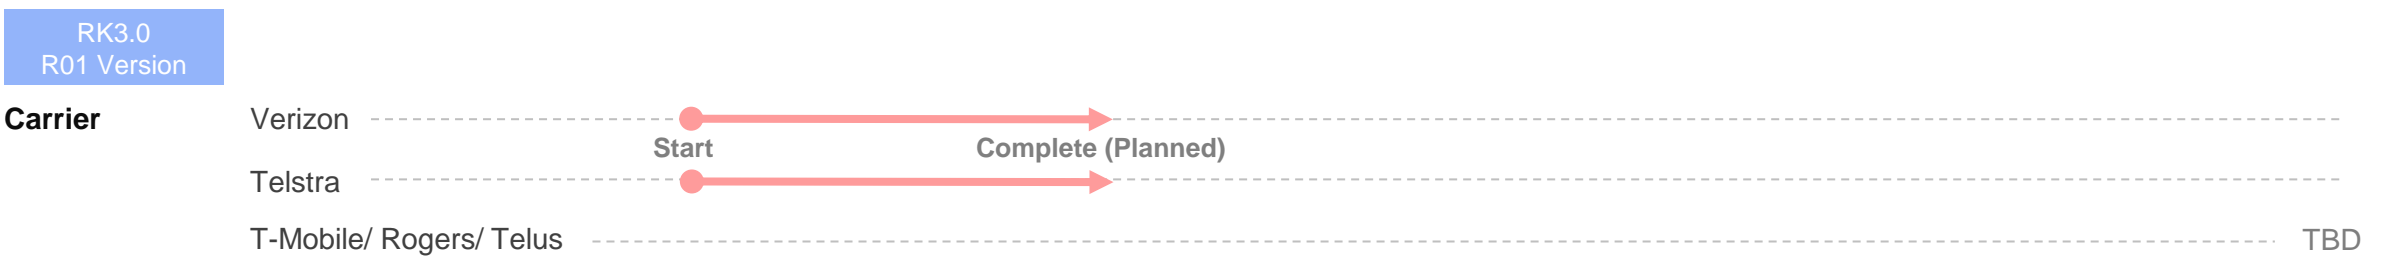 RK3.0
R01 Version
Carrier
Verizon
Start
Complete (Planned)
Telstra
T-Mobile/ Rogers/ Telus
TBD